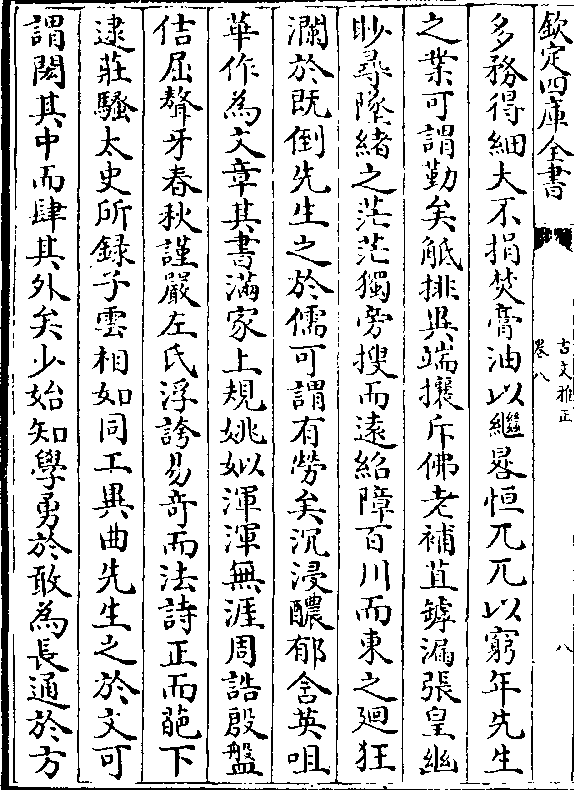 欽定四庫全書
古文雅正
卷八
八
多務得細大不捐焚膏油以繼晷恒兀兀以窮年先生
之業可謂勤矣觝排異端攘斥佛老補苴罅漏張皇幽
眇尋墜緒之茫茫獨旁搜而遠紹障百川而東之廻狂
瀾於既倒先生之於儒可謂有勞矣沉浸醲郁含英咀
華作為文章其書滿家上規姚姒渾渾無涯周誥殷盤
佶屈聱牙春秋謹嚴左氏浮誇易奇而法詩正而葩下
逮莊騷太史所録子雲相如同工異曲先生之於文可
謂閎其中而肆其外矣少始知學勇於敢為長通於方